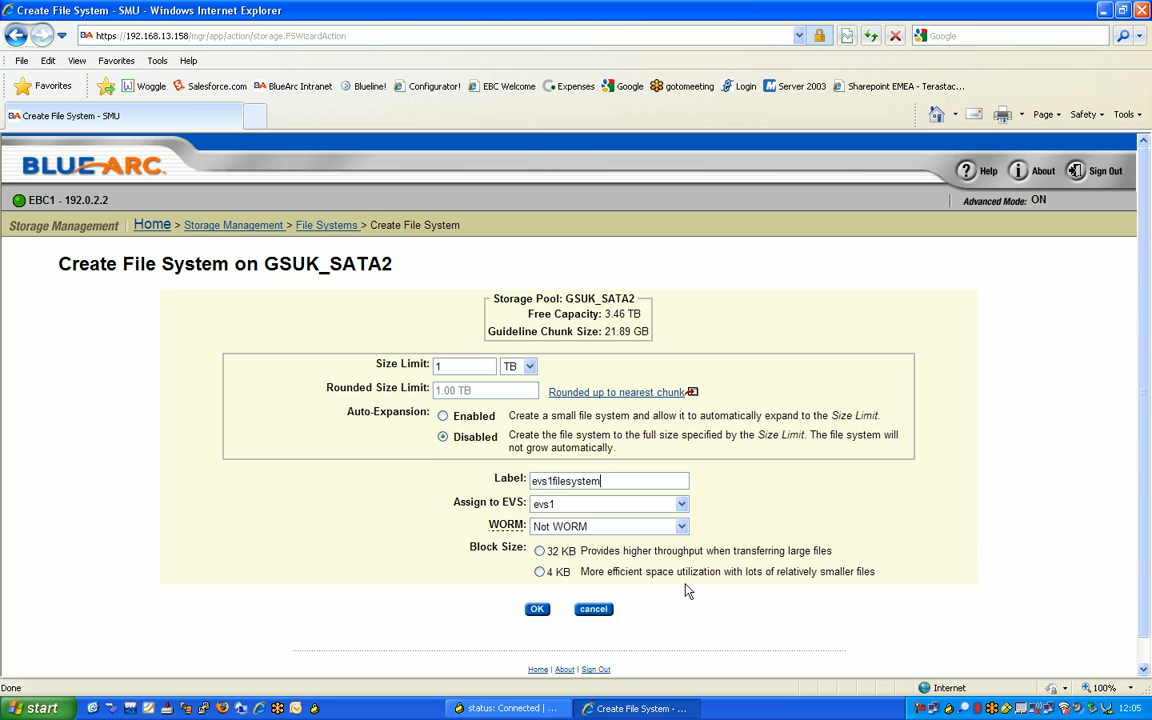 Create File System - SMU - Windows Internet Explorer
BA https://192.168.13.158/mgr/app/action/storage.FSWizardAction
Google
File Edit View Favorites Tools Help
Favorites Woggle Salesforce.com BA BlueArc Intranet Blueline! Configurator! EBC Welcome Expenses Google gotomeeting Login Server 2003 Sharepoint EMEA - Terastac...
BA Create File System - SMU
Page Safety Tools
BLUE ARC
Help About Sign Out
EBC1 - 192.0.2.2
Advanced Mode: ON
Storage Management Home > Storage Management > File Systems > Create File System
Create File System on GSUK_SATA2
Storage Pool: GSUK_SATA2
Free Capacity: 3.46 TB
Guideline Chunk Size: 21.89 GB
Size Limit: 1 TB
Rounded Size Limit: 1.00 TB Rounded up to nearest chunk
Auto-Expansion: Enabled Create a small file system and allow it to automatically expand to the Size Limit.
Disabled Create the file system to the full size specified by the Size Limit. The file system will
not grow automatically.
Label: evs1filesystem
Assign to EVS: evs1
WORM: Not WORM
Block Size: 32 KB Provides higher throughput when transferring large files
4 KB More efficient space utilization with lots of relatively smaller files
OK cancel
Home | About | Sign Out
Done Internet 100%
start status: Connected | ... Create File System - ... 12:05